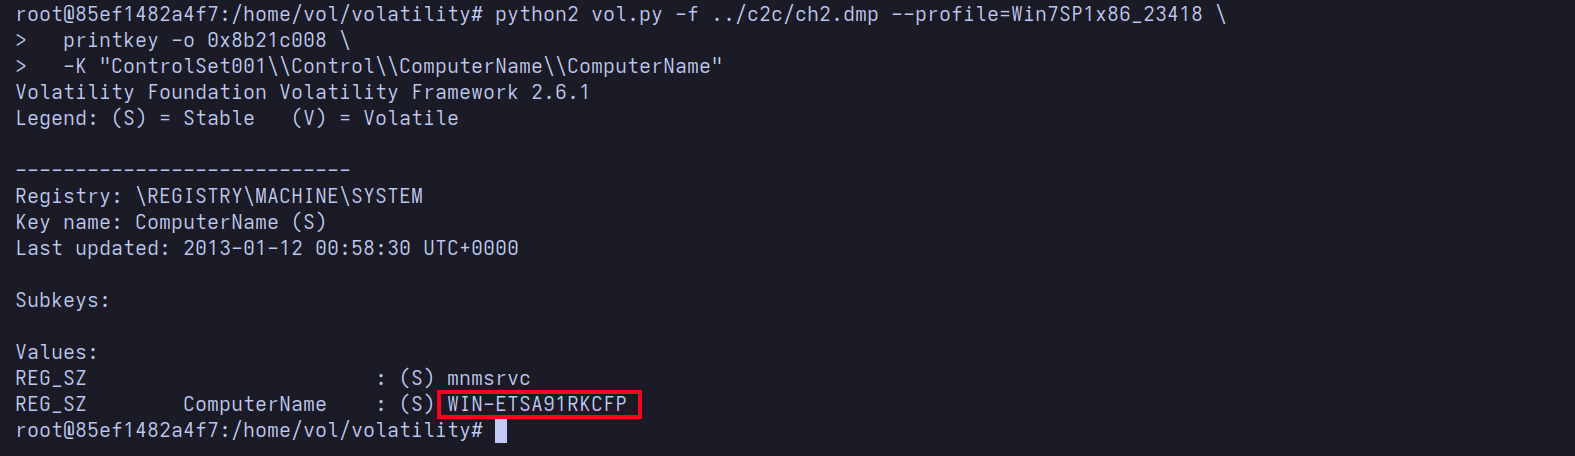 root@85ef1482a4f7:/home/vol/volatility# python2 vol.py -f ../c2c/ch2.dmp --profile=Win7SP1x86_23418 \
>   printkey -o 0x8b21c008 \
>   -K "ControlSet001\\Control\\ComputerName\\ComputerName"
Volatility Foundation Volatility Framework 2.6.1
Legend: (S) = Stable   (V) = Volatile
----------------------------
Registry: \REGISTRY\MACHINE\SYSTEM
Key name: ComputerName (S)
Last updated: 2013-01-12 00:58:30 UTC+0000
Subkeys:
Values:
REG_SZ                        : (S) mnmsrvc
REG_SZ        ComputerName    : (S) WIN-ETSA91RKCFP
root@85ef1482a4f7:/home/vol/volatility#